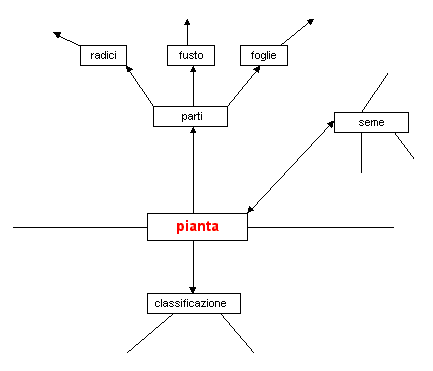 radici
fusto
foglie
parti
seme
pianta
classificazione